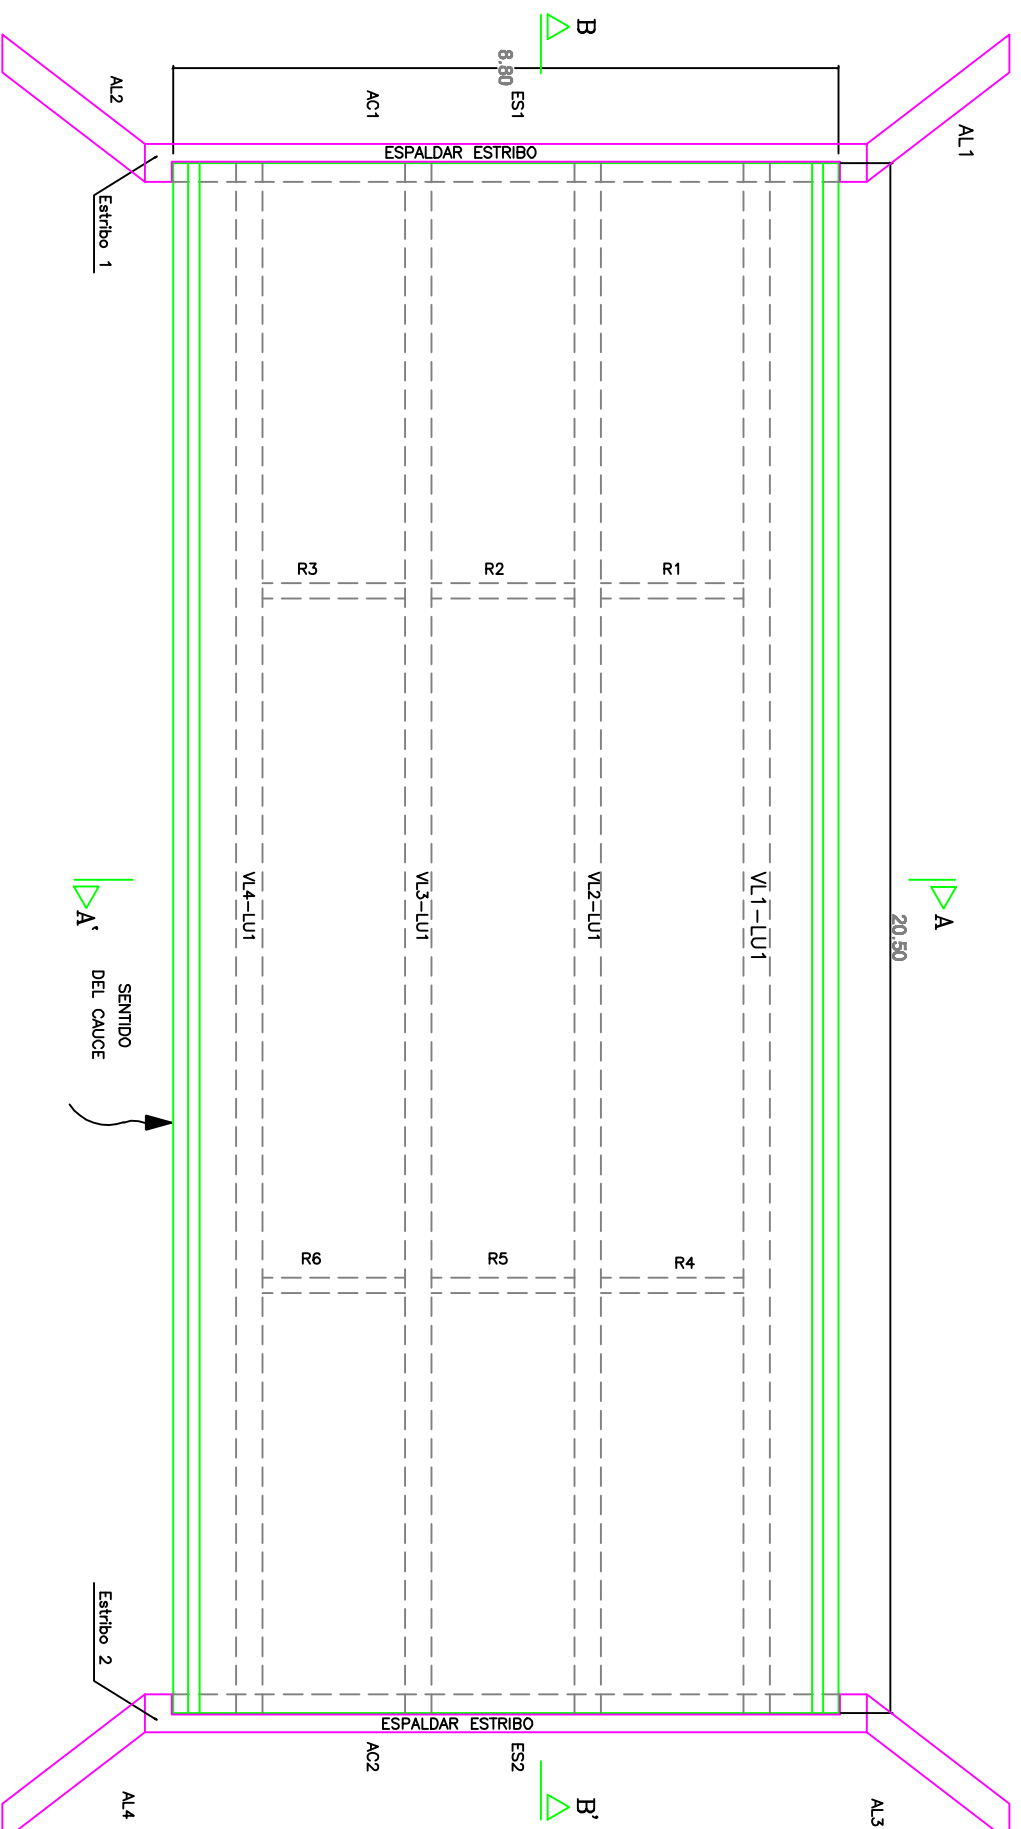 B
8.80
AL2
AC1
ES1
AL1
ESPALDAR ESTRIBO
Estribo 1
R3
R2
R1
VL4-LU1
VL3-LU1
VL2-LU1
VL1-LU1
A'
A
20.50
SENTIDO
DEL CAUCE
R6
R5
R4
Estribo 2
ESPALDAR ESTRIBO
AC2
ES2
AL4
B'
AL3